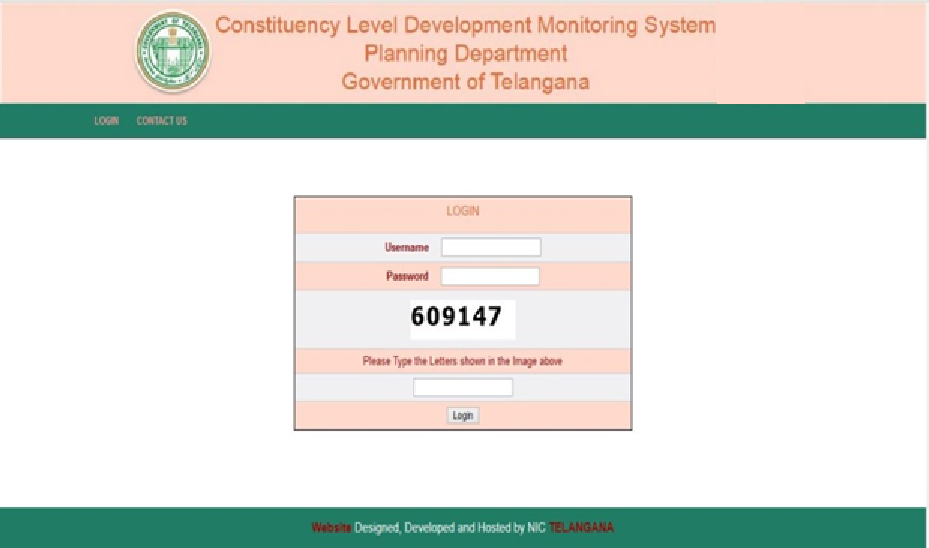 Constituency Level Development Monitoring System
Planning Department
Government of Telangana
LOGIN CONTACT US
LOGIN
Username
Password
609147
Please Type the Letters shown in the Image above
Login
Website Designed, Developed and Hosted by NIC TELANGANA